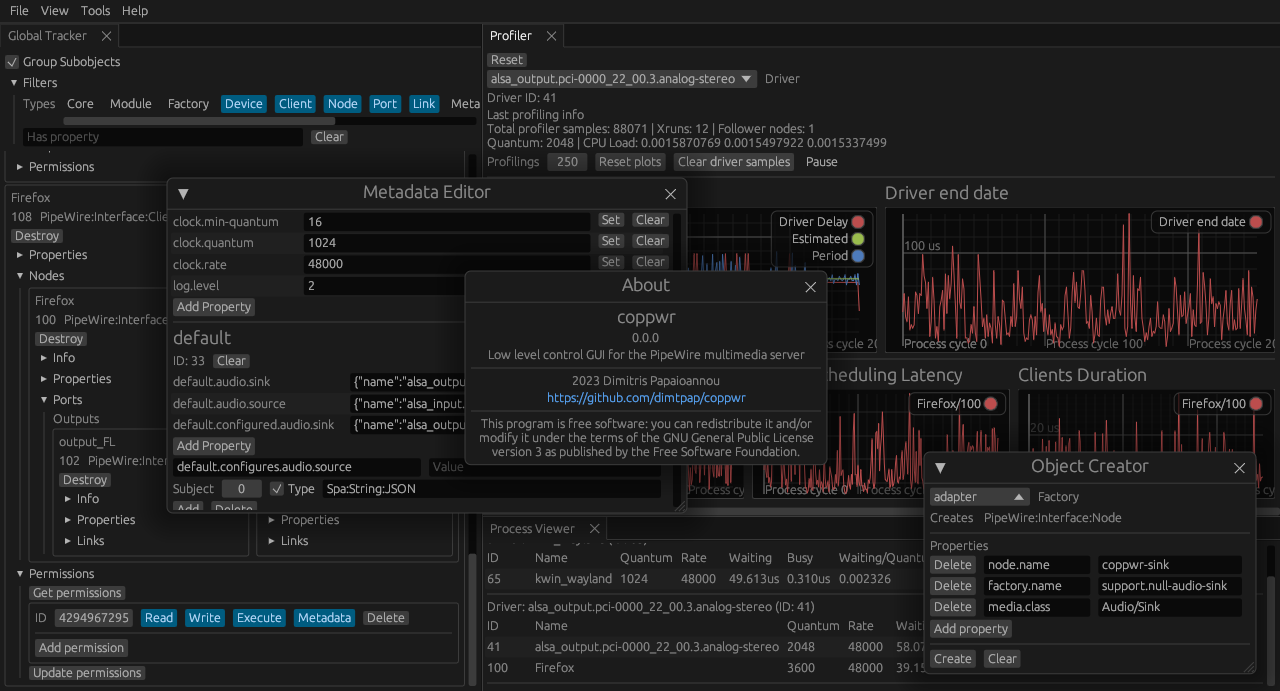 File View Tools Help
Global Tracker
Group Subobjects
Filters
Types Core Module Factory Device Client Node Port Link Meta
Has property Clear
Permissions
Firefox
108 PipeWire:Interface:Clie
Destroy
Properties
Nodes
Firefox
100 PipeWire:Interface
Destroy
Info
Properties
Ports
Outputs
output_FL
102 PipeWire:Inter
Destroy
Info
Properties
Links
Properties
Links
Permissions
Get permissions
ID 4294967295 Read Write Execute Metadata Delete
Add permission
Update permissions
Profiler
Reset
alsa_output.pci-0000_22_00.3.analog-stereo Driver
Driver ID: 41
Last profiling info
Total profiler samples: 88071 | Xruns: 12 | Follower nodes: 1
Quantum: 2048 | CPU Load: 0.0015870769 0.0015497922 0.0015337499
Profilings 250 Reset plots Clear driver samples Pause
Driver Delay
Estimated
Period
Process cycle 20
Driver end date
Driver end date
100 us
Process cycle 0 Process cycle 100 Process cycle 20
heduling Latency
Firefox/100
Process cy
Process cycle 0 Process cycle
Clients Duration
Firefox/100
20 us
Metadata Editor
clock.min-quantum 16 Set Clear
clock.quantum 1024 Set Clear
clock.rate 48000 Set Clear
log.level 2
Add Property
default
ID: 33 Clear
default.audio.sink {"name":"alsa_outpu
default.audio.source {"name":"alsa_input.
default.configured.audio.sink {"name":"alsa_outpu
Add Property
default.configures.audio.source Value
Subject 0 Type Spa:String:JSON
Add Delete
About
coppwr
0.0.0
Low level control GUI for the PipeWire multimedia server
2023 Dimitris Papaioannou
https://github.com/dimtpap/coppwr
This program is free software: you can redistribute it and/or
modify it under the terms of the GNU General Public License
version 3 as published by the Free Software Foundation.
Process Viewer
ID Name Quantum Rate Waiting Busy Waiting/Quantu
65 kwin_wayland 1024 48000 49.613us 0.310us 0.002326
Driver: alsa_output.pci-0000_22_00.3.analog-stereo (ID: 41)
ID Name Quantum Rate Wait
41 alsa_output.pci-0000_22_00.3.analog-stereo 2048 48000 58.07
100 Firefox 3600 48000 39.15
Object Creator
adapter Factory
Creates PipeWire:Interface:Node
Properties
Delete node.name coppwr-sink
Delete factory.name support.null-audio-sink
Delete media.class Audio/Sink
Add property
Create Clear